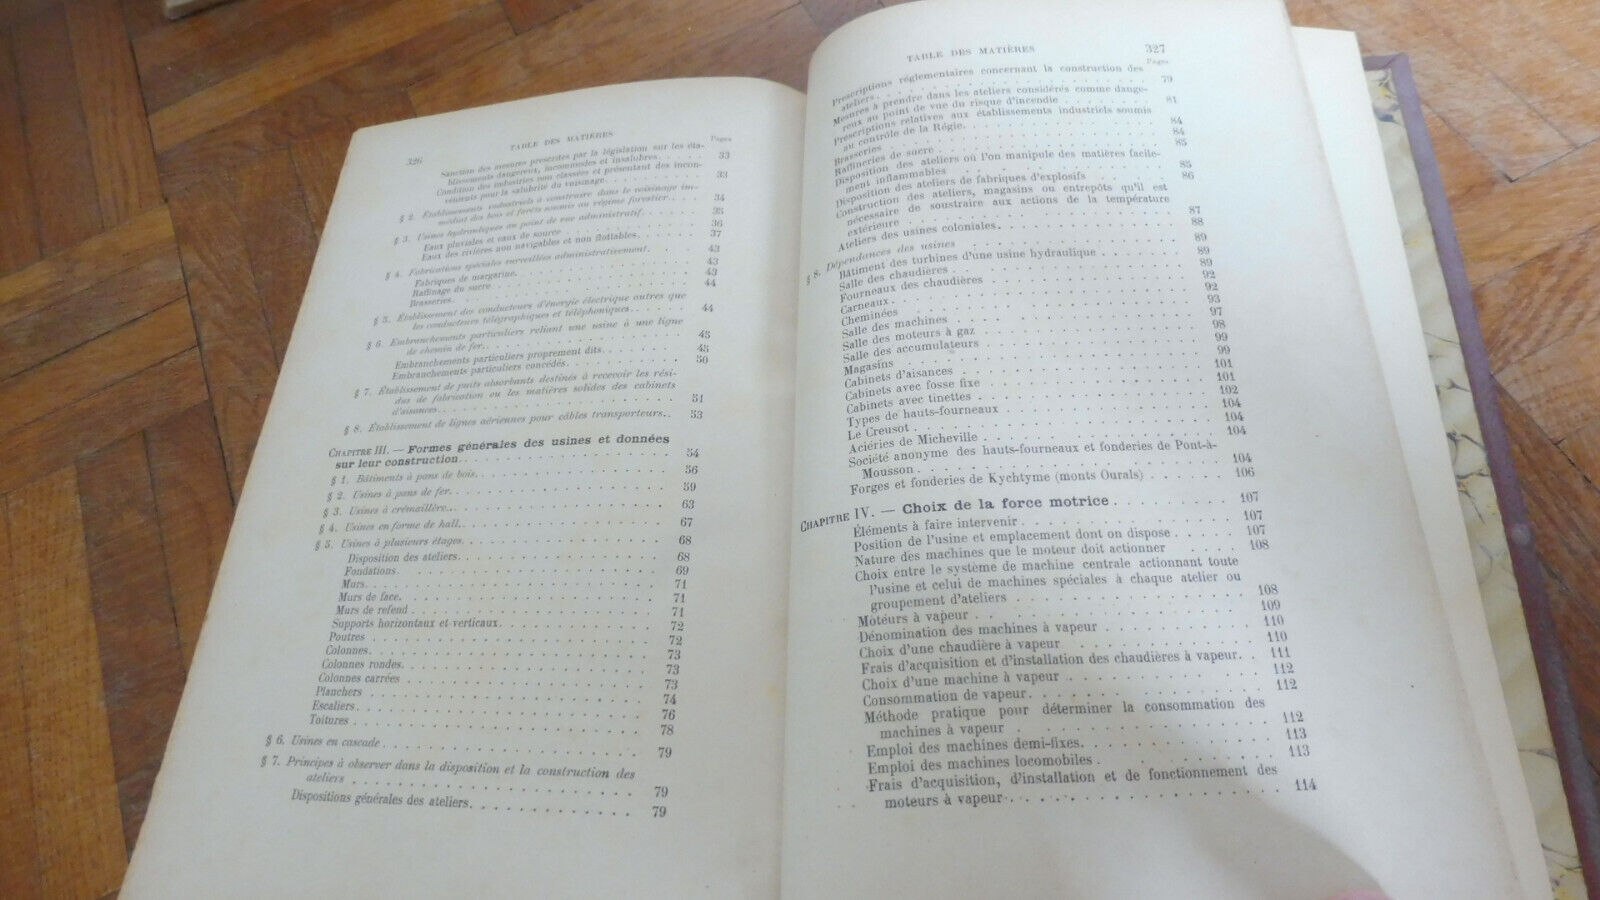 326 TABLE DES MATIÈRES
Pages
Sanction des mesures prescrites par la législation sur les éta-
blissements dangereux, incommodes et insalubres. 33
Condition des industries non classées et présentant des incon-
vénients pour la salubrité du voisinage. 33
§ 2. Établissements industriels à construire dans le voisinage im-
médiat des bois et forêts soumis au régime forestier. 34
§ 3. Usines hydrauliques au point de vue administratif. 35
Eaux pluviales et eaux de source 36
Eaux des rivières non navigables et non flottables. 37
§ 4. Fabrications spéciales surveillées administrativement. 43
Fabriques de margarine. 43
Raffinage du sucre. 43
Brasseries. 44
§ 5. Établissement des conducteurs d'énergie électrique autres que
les conducteurs télégraphiques et téléphoniques. 44
§ 6. Embranchements particuliers reliant une usine à une ligne
de chemin de fer. 45
Embranchements particuliers proprement dits. 45
Embranchements particuliers concédés. 50
§ 7. Établissement de puits absorbants destinés à recevoir les rési-
dus de fabrication ou les matières solides des cabinets
d'aisances. 51
§ 8. Établissement de lignes aériennes pour câbles transporteurs. 53
CHAPITRE III. — Formes générales des usines et données
sur leur construction. 54
§ 1. Bâtiments à pans de bois. 56
§ 2. Usines à pans de fer. 59
§ 3. Usines à crémaillère. 63
§ 4. Usines en forme de hall. 67
§ 5. Usines à plusieurs étages. 68
Disposition des ateliers. 68
Fondations. 69
Murs. 71
Murs de face. 71
Murs de refend 71
Supports horizontaux et verticaux. 72
Poutres 72
Colonnes. 73
Colonnes rondes. 73
Colonnes carrées 73
Planchers 74
Escaliers. 76
Toitures 78
§ 6. Usines en cascade 79
§ 7. Principes à observer dans la disposition et la construction des
ateliers 79
Dispositions générales des ateliers. 79
TABLE DES MATIÈRES 327
Pages
Prescriptions réglementaires concernant la construction des
ateliers. 79
Mesures à prendre dans les ateliers considérés comme dange-
reux au point de vue du risque d'incendie 81
Prescriptions relatives aux établissements industriels soumis
au contrôle de la Régie. 84
Brasseries 84
Raffineries de sucre. 85
Disposition des ateliers où l'on manipule des matières facile-
ment inflammables 85
Disposition des ateliers de fabriques d'explosifs 86
Construction des ateliers, magasins ou entrepôts qu'il est
nécessaire de soustraire aux actions de la température
extérieure 87
Ateliers des usines coloniales. 88
§ 8. Dépendances des usines 89
Bâtiment des turbines d'une usine hydraulique 89
Salle des chaudières. 89
Fourneaux des chaudières 92
Carneaux. 92
Cheminées 93
Salle des machines 97
Salle des moteurs à gaz 98
Salle des accumulateurs 99
Magasins 99
Cabinets d'aisances 101
Cabinets avec fosse fixe 101
Cabinets avec tinettes 102
Types de hauts-fourneaux 104
Le Creusot 104
Aciéries de Micheville 104
Société anonyme des hauts-fourneaux et fonderies de Pont-à-
Mousson 104
Forges et fonderies de Kychtyme (monts Ourals) 106
CHAPITRE IV. — Choix de la force motrice 107
Éléments à faire intervenir 107
Position de l'usine et emplacement dont on dispose 107
Nature des machines que le moteur doit actionner 108
Choix entre le système de machine centrale actionnant toute
l'usine et celui de machines spéciales à chaque atelier ou
groupement d'ateliers 108
Moteurs à vapeur 109
Dénomination des machines à vapeur 110
Choix d'une chaudière à vapeur 110
Frais d'acquisition et d'installation des chaudières à vapeur. 111
Choix d'une machine à vapeur 112
Consommation de vapeur. 112
Méthode pratique pour déterminer la consommation des
machines à vapeur 112
Emploi des machines demi-fixes. 113
Emploi des machines locomobiles 113
Frais d'acquisition, d'installation et de fonctionnement des
moteurs à vapeur 114